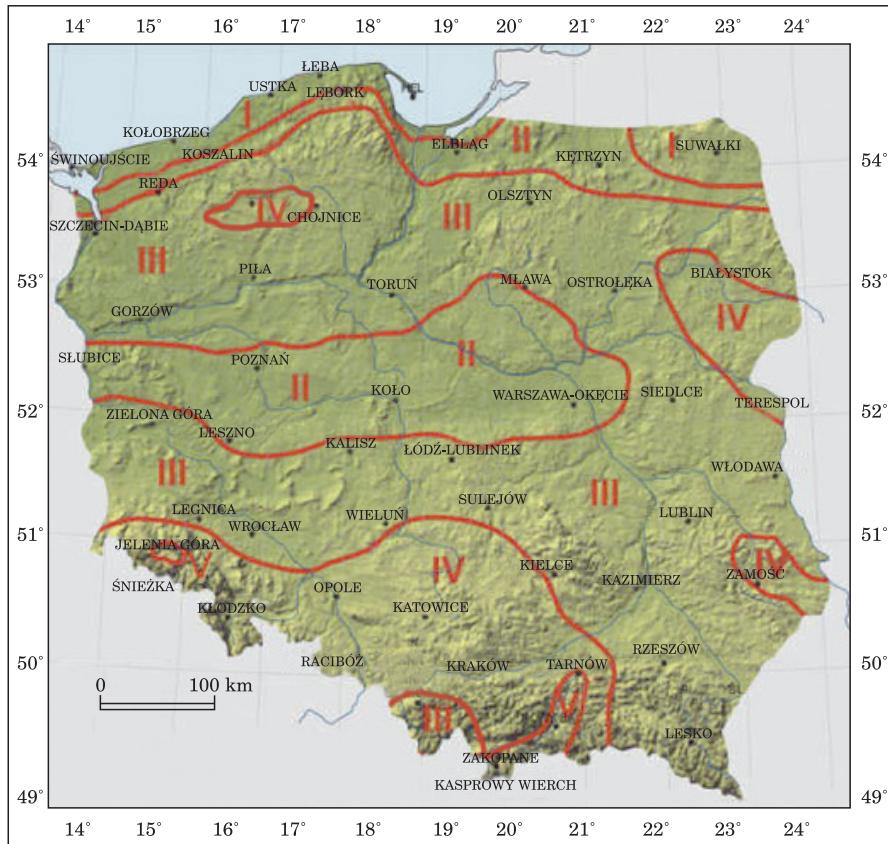 14° 15° 16° 17° 18° 19° 20° 21° 22° 23° 24°
ŁEBA
USTKA
HEL
LĘBORK
I
KOŁOBRZEG
KOSZALIN
ELBLĄG
II
KĘTRZYN
I
SUWAŁKI
54°
54°
ŚWINOUJŚCIE
REDA
IV
CHOJNICE
OLSZTYN
III
SZCZECIN-DĄBIE
III
53°
53°
PIŁA
TORUŃ
MŁAWA
OSTROŁĘKA
BIAŁYSTOK
IV
GORZÓW
SŁUBICE
POZNAŃ
II
II
KOŁO
WARSZAWA-OKĘCIE
SIEDLCE
TERESPOL
52°
52°
ZIELONA GÓRA
LESZNO
KALISZ
ŁÓDŹ-LUBLINEK
WŁODAWA
III
III
LEGNICA
WROCŁAW
WIELUŃ
SULEJÓW
LUBLIN
51°
51°
JELENIA GÓRA
V
ŚNIEŻKA
KŁODZKO
OPOLE
IV
KATOWICE
KIELCE
KAZIMIERZ
IV
ZAMOŚĆ
50°
50°
RACIBÓZ
KRAKÓW
TARNÓW
RZESZÓW
0 100 km
III
V
LESKO
ZAKOPANE
KASPROWY WIERCH
49°
49°
14° 15° 16° 17° 18° 19° 20° 21° 22° 23° 24°